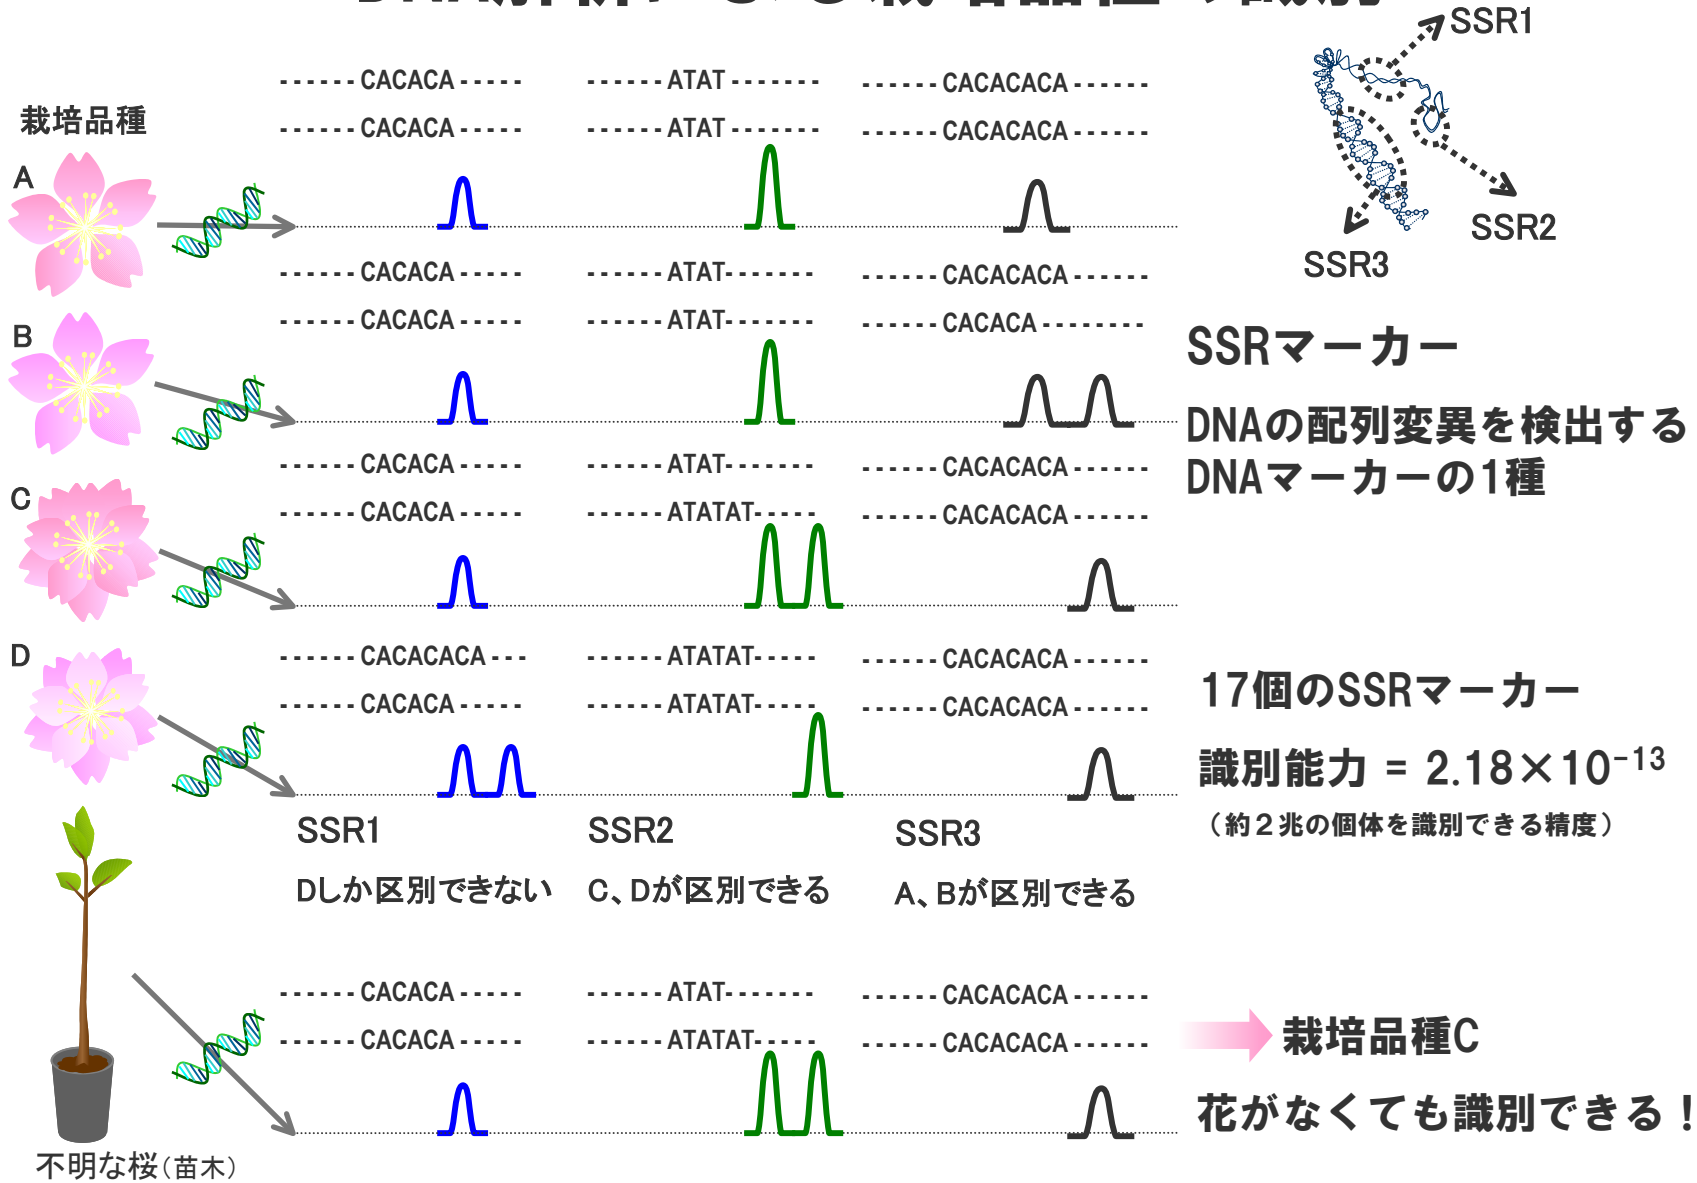 SSR1
SSR2
SSR3
栽培品種
A
------CACACA-----
------ATAT-------
------CACACACA------
------CACACA-----
------ATAT-------
------CACACACA------
B
------CACACA-----
------ATAT-------
------CACACACA------
------CACACA-----
------ATAT-------
------CACACA--------
C
------CACACA-----
------ATAT-------
------CACACACA------
------CACACA-----
------ATATAT-----
------CACACACA------
D
------CACACACA---
------ATATAT-----
------CACACACA------
------CACACA-----
------ATATAT-----
------CACACACA------
SSR1
SSR2
SSR3
Dしか区別できない
C、Dが区別できる
A、Bが区別できる
SSRマーカー
DNAの配列変異を検出する
DNAマーカーの1種
17個のSSRマーカー
識別能力 = 2.18×10⁻¹³
（約２兆の個体を識別できる精度）
------CACACA-----
------ATAT-------
------CACACACA------
------CACACA-----
------ATATAT-----
------CACACACA------
不明な桜（苗木）
栽培品種C
花がなくても識別できる！